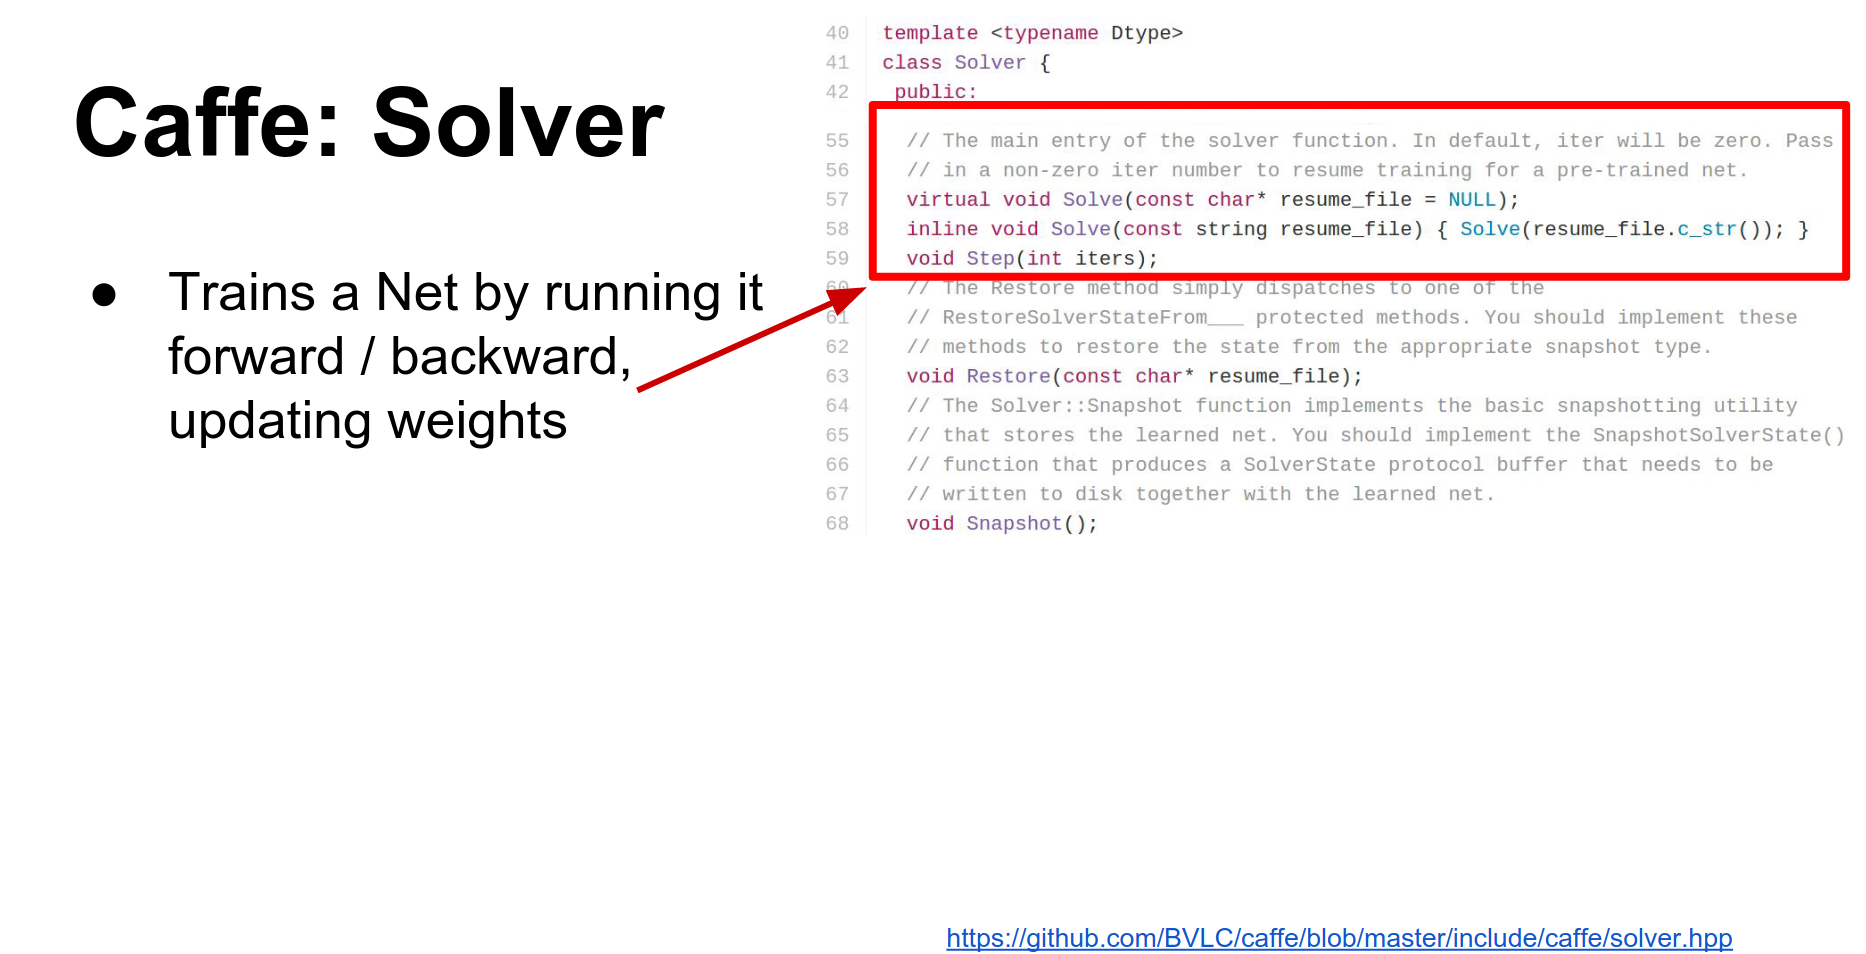 Caffe: Solver
● Trains a Net by running it
forward / backward,
updating weights
40 template <typename Dtype>
41 class Solver {
42  public:
55   // The main entry of the solver function. In default, iter will be zero. Pass
56   // in a non-zero iter number to resume training for a pre-trained net.
57   virtual void Solve(const char* resume_file = NULL);
58   inline void Solve(const string resume_file) { Solve(resume_file.c_str()); }
59   void Step(int iters);
60   // The Restore method simply dispatches to one of the
61   // RestoreSolverStateFrom___ protected methods. You should implement these
62   // methods to restore the state from the appropriate snapshot type.
63   void Restore(const char* resume_file);
64   // The Solver::Snapshot function implements the basic snapshotting utility
65   // that stores the learned net. You should implement the SnapshotSolverState()
66   // function that produces a SolverState protocol buffer that needs to be
67   // written to disk together with the learned net.
68   void Snapshot();
https://github.com/BVLC/caffe/blob/master/include/caffe/solver.hpp